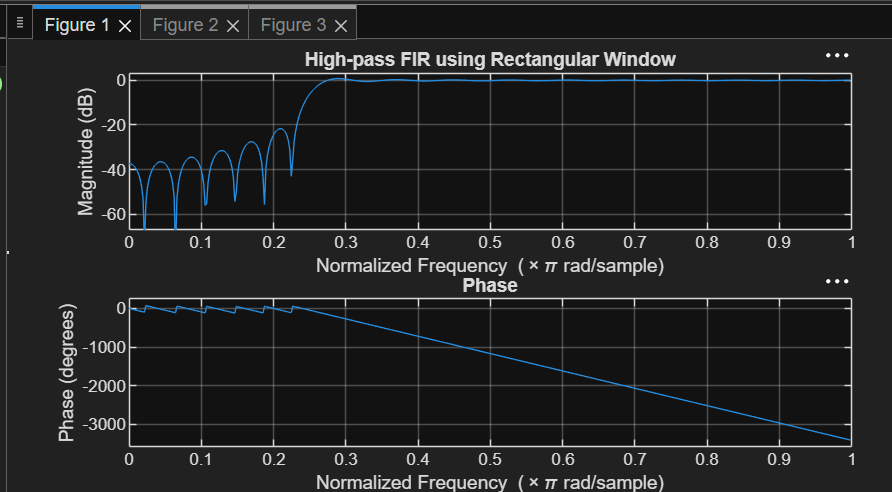 Figure 1 × Figure 2 × Figure 3 ×
High-pass FIR using Rectangular Window
Magnitude (dB)
0
-20
-40
-60
0 0.1 0.2 0.3 0.4 0.5 0.6 0.7 0.8 0.9 1
Normalized Frequency (× π rad/sample)
Phase
Phase (degrees)
0
-1000
-2000
-3000
0 0.1 0.2 0.3 0.4 0.5 0.6 0.7 0.8 0.9 1
Normalized Frequency (× π rad/sample)